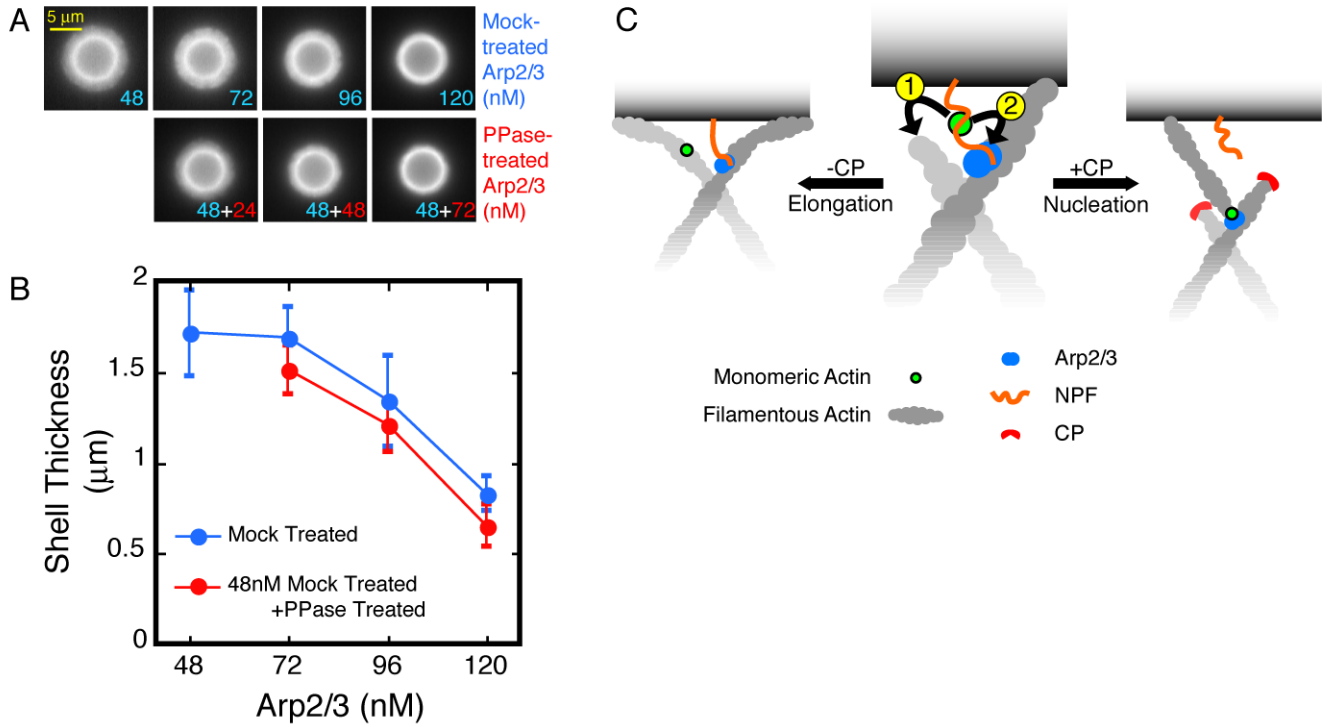 A
5 μm
48
72
96
120
Mock-
treated
Arp2/3
(nM)
48+24
48+48
48+72
PPase-
treated
Arp2/3
(nM)
B
Shell Thickness
(μm)
2
1.5
1
0.5
0
Mock Treated
48nM Mock Treated
+PPase Treated
48
72
96
120
Arp2/3 (nM)
C
1
2
-CP
Elongation
+CP
Nucleation
Monomeric Actin
Filamentous Actin
Arp2/3
NPF
CP